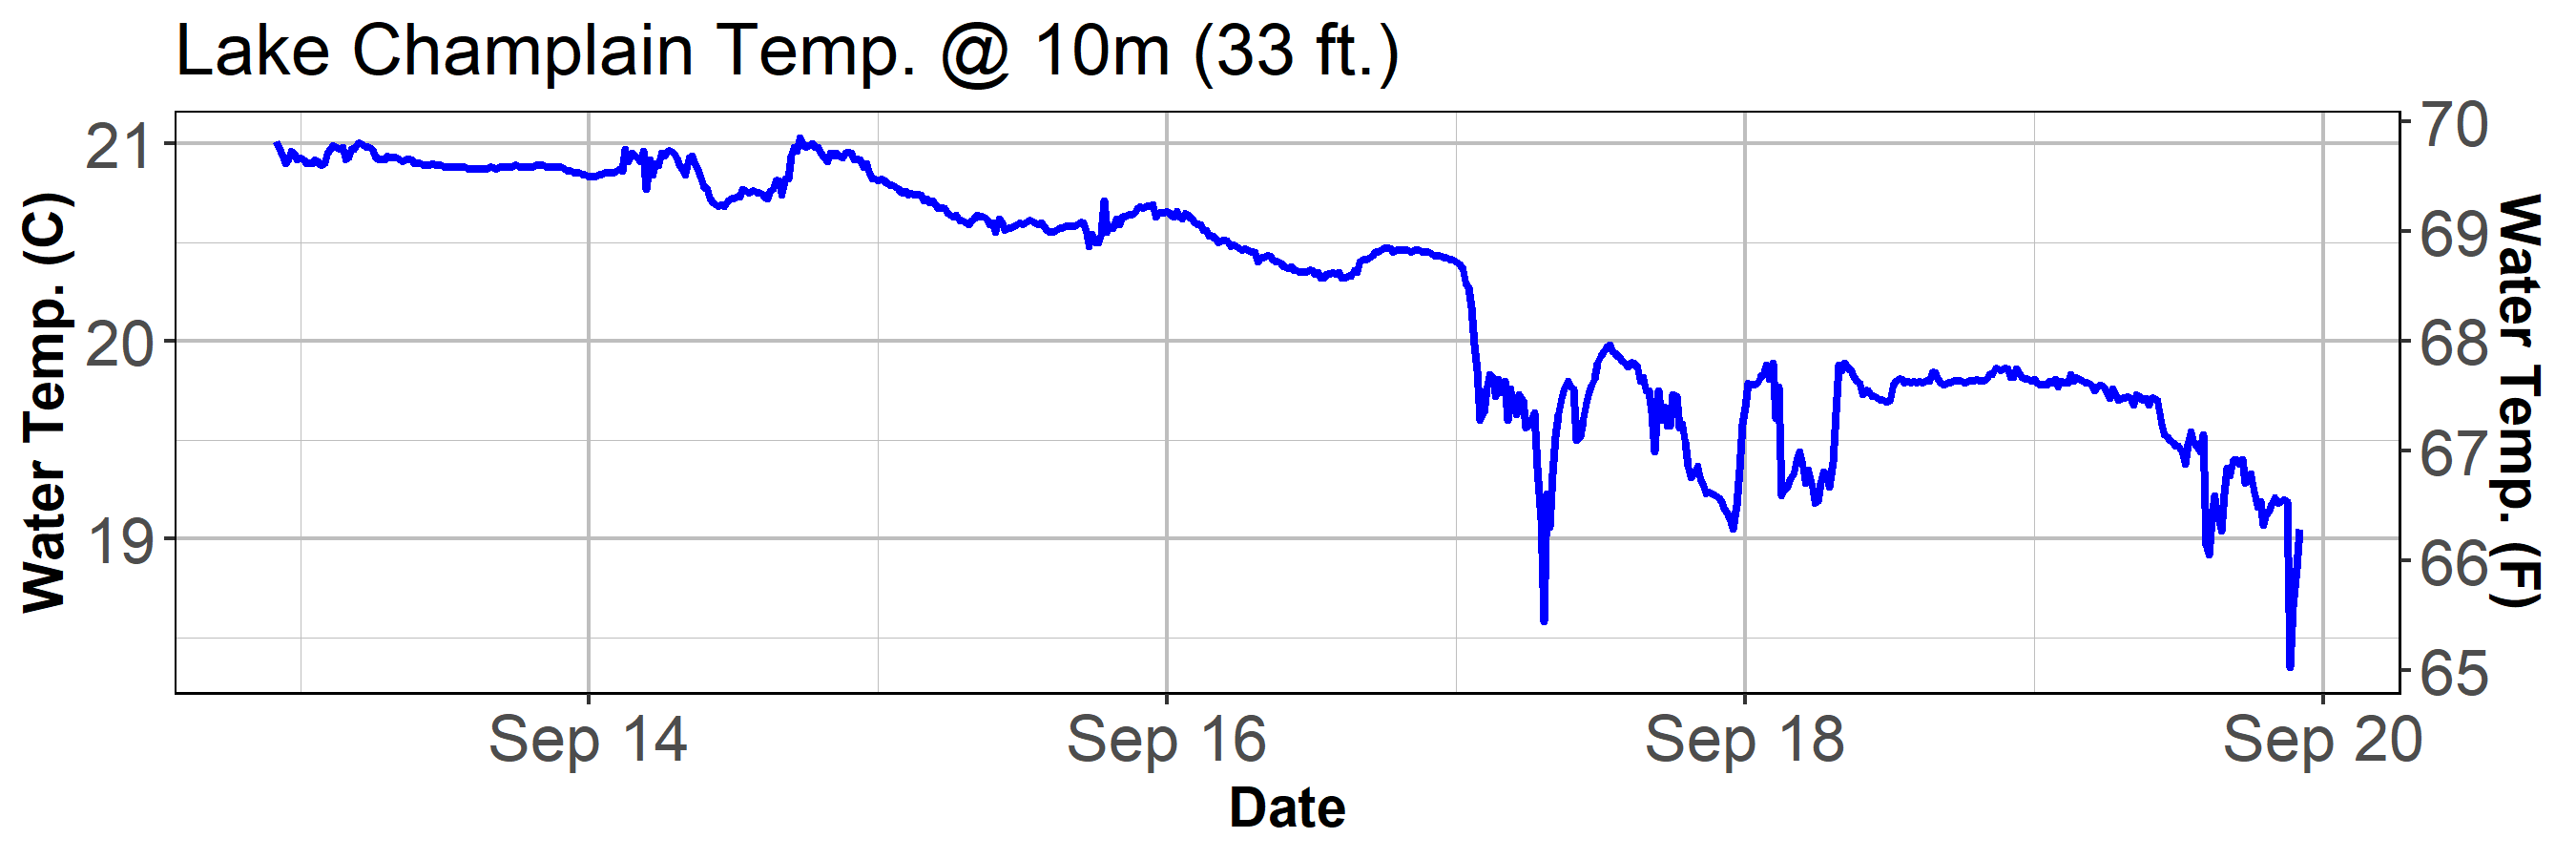 Lake Champlain Temp. @ 10m (33 ft.)
Water Temp. (C)
21
20
19
70
69
68
67
66
65
Water Temp. (F)
Sep 14 Sep 16 Sep 18 Sep 20
Date